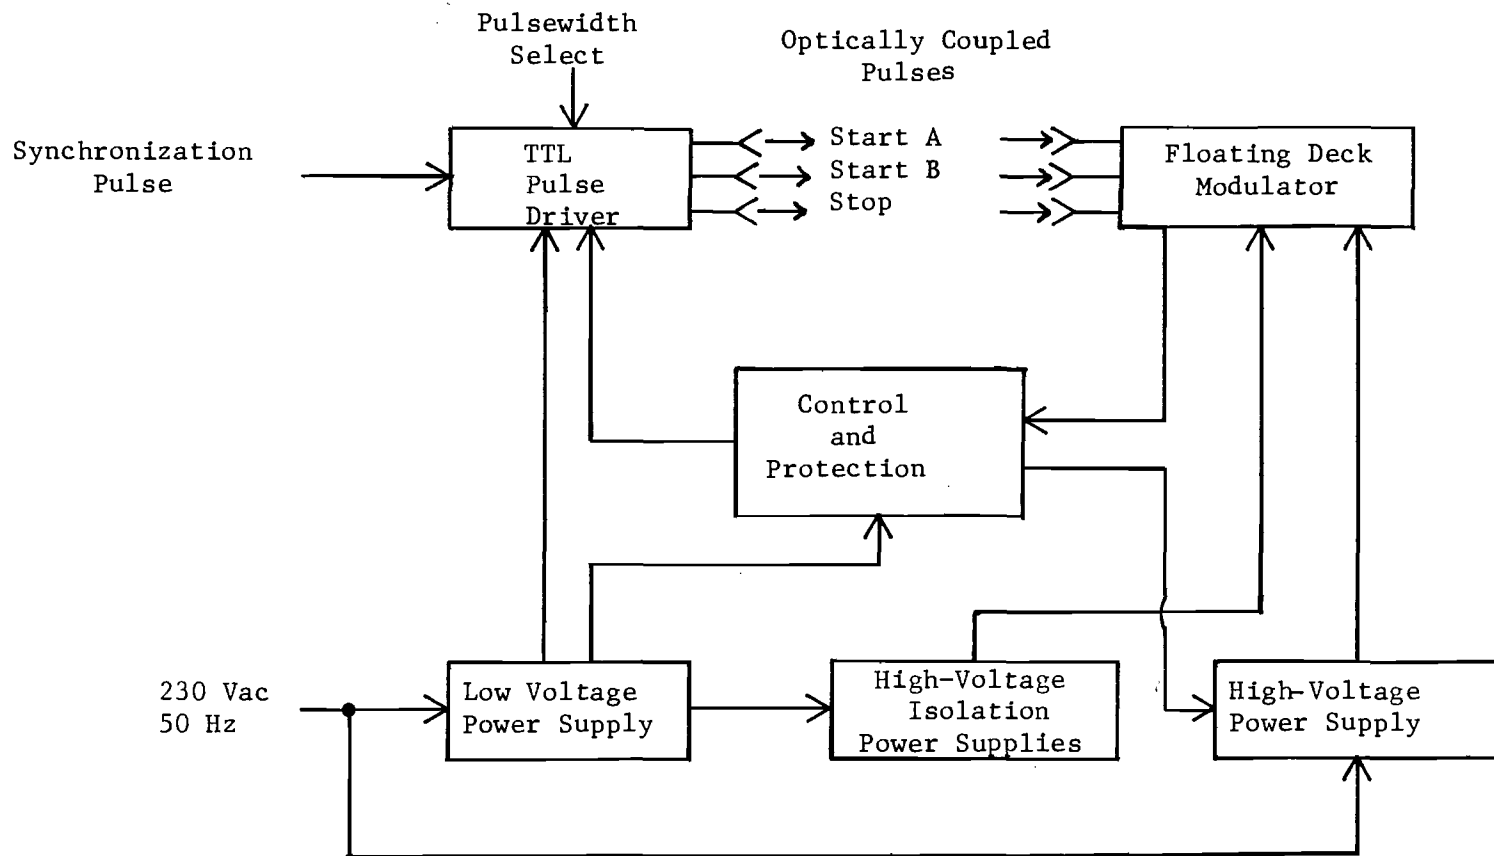 Pulsewidth
Select
Optically Coupled
Pulses
Synchronization
Pulse
TTL
Pulse
Driver
Start A
Start B
Stop
Floating Deck
Modulator
Control
and
Protection
230 Vac
50 Hz
Low Voltage
Power Supply
High-Voltage
Isolation
Power Supplies
High-Voltage
Power Supply